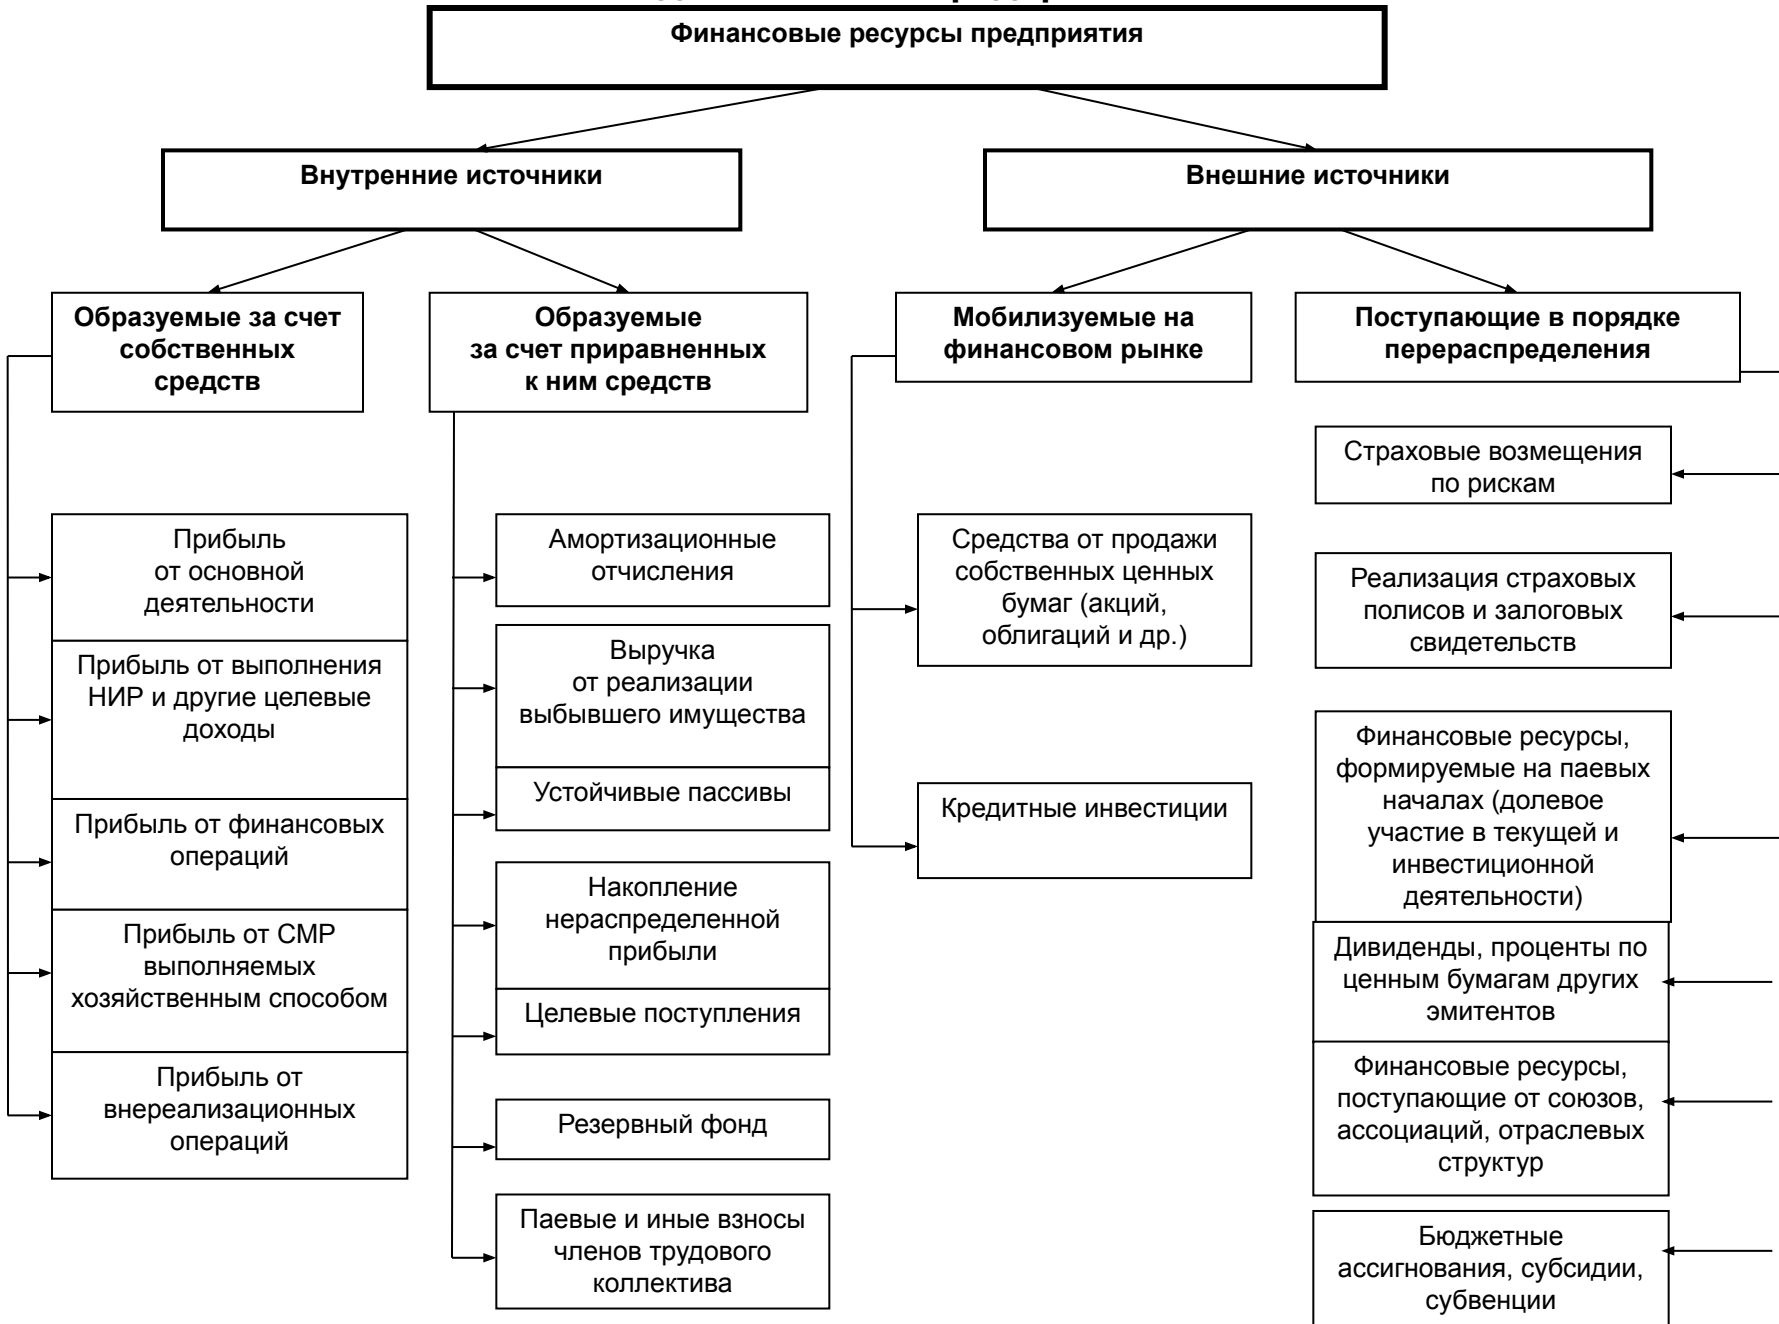 Финансовые ресурсы предприятия
Внутренние источники
Внешние источники
Образуемые за счет
собственных
средств
Образуемые
за счет приравненных
к ним средств
Мобилизуемые на
финансовом рынке
Поступающие в порядке
перераспределения
Прибыль
от основной
деятельности
Прибыль от выполнения
НИР и другие целевые
доходы
Прибыль от финансовых
операций
Прибыль от СМР
выполняемых
хозяйственным способом
Прибыль от
внереализационных
операций
Амортизационные
отчисления
Выручка
от реализации
выбывшего имущества
Устойчивые пассивы
Накопление
нераспределенной
прибыли
Целевые поступления
Резервный фонд
Паевые и иные взносы
членов трудового
коллектива
Средства от продажи
собственных ценных
бумаг (акций,
облигаций и др.)
Кредитные инвестиции
Страховые возмещения
по рискам
Реализация страховых
полисов и залоговых
свидетельств
Финансовые ресурсы,
формируемые на паевых
началах (долевое
участие в текущей и
инвестиционной
деятельности)
Дивиденды, проценты по
ценным бумагам других
эмитентов
Финансовые ресурсы,
поступающие от союзов,
ассоциаций, отраслевых
структур
Бюджетные
ассигнования, субсидии,
субвенции